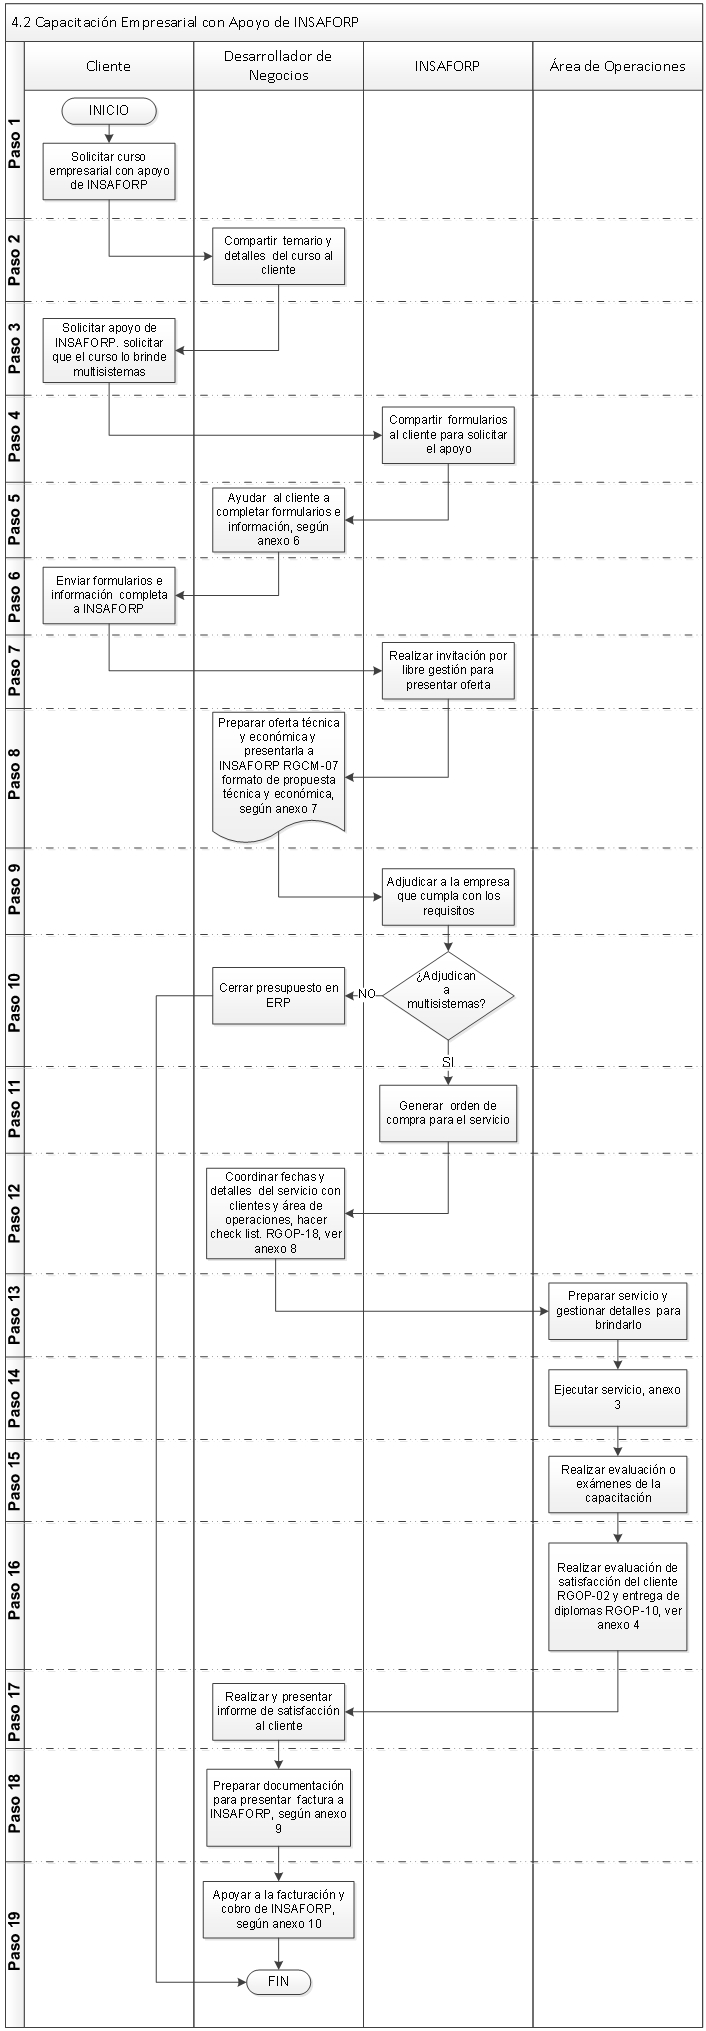 4.2 Capacitación Empresarial con Apoyo de INSAFORP
Cliente
Desarrollador de
Negocios
INSAFORP
Área de Operaciones
Paso 1
INICIO
Solicitar curso
empresarial con apoyo
de INSAFORP
Paso 2
Compartir temario y
detalles del curso al
cliente
Paso 3
Solicitar apoyo de
INSAFORP. solicitar
que el curso lo brinde
multisistemas
Paso 4
Compartir formularios
al cliente para solicitar
el apoyo
Paso 5
Ayudar al cliente a
completar formularios e
información, según
anexo 6
Paso 6
Enviar formularios e
información completa
a INSAFORP
Paso 7
Realizar invitación por
libre gestión para
presentar oferta
Paso 8
Preparar oferta técnica
y económica y
presentarla a
INSAFORP RGCM-07
formato de propuesta
técnica y económica,
según anexo 7
Paso 9
Adjudicar a la empresa
que cumpla con los
requisitos
Paso 10
Cerrar presupuesto en
ERP
NO
¿Adjudican
a
multisistemas?
SI
Paso 11
Generar orden de
compra para el servicio
Paso 12
Coordinar fechas y
detalles del servicio con
clientes y área de
operaciones, hacer
check list. RGOP-18, ver
anexo 8
Paso 13
Preparar servicio y
gestionar detalles para
brindarlo
Paso 14
Ejecutar servicio, anexo
3
Paso 15
Realizar evaluación o
exámenes de la
capacitación
Paso 16
Realizar evaluación de
satisfacción del cliente
RGOP-02 y entrega de
diplomas RGOP-10, ver
anexo 4
Paso 17
Realizar y presentar
informe de satisfacción
al cliente
Paso 18
Preparar documentación
para presentar factura a
INSAFORP, según anexo
9
Paso 19
Apoyar a la facturación y
cobro de INSAFORP,
según anexo 10
FIN